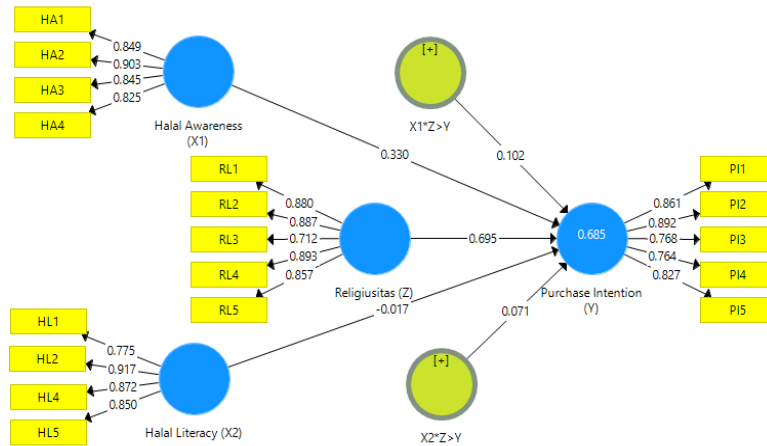 HA1
HA2
HA3
HA4
0.849
0.903
0.845
0.825
Halal Awareness
(X1)
[+]
X1*Z>Y
0.330
0.102
RL1
RL2
RL3
RL4
RL5
0.880
0.887
0.712
0.893
0.857
Religiusitas (Z)
0.695
-0.017
0.685
Purchase Intention
(Y)
0.861
0.892
0.768
0.764
0.827
PI1
PI2
PI3
PI4
PI5
HL1
HL2
HL4
HL5
0.775
0.917
0.872
0.850
Halal Literacy (X2)
0.071
[+]
X2*Z>Y